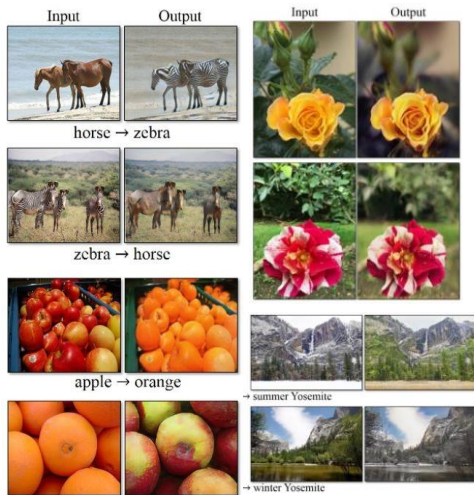 Input Output
horse → zebra
zebra → horse
apple → orange
Input Output
→ summer Yosemite
→ winter Yosemite